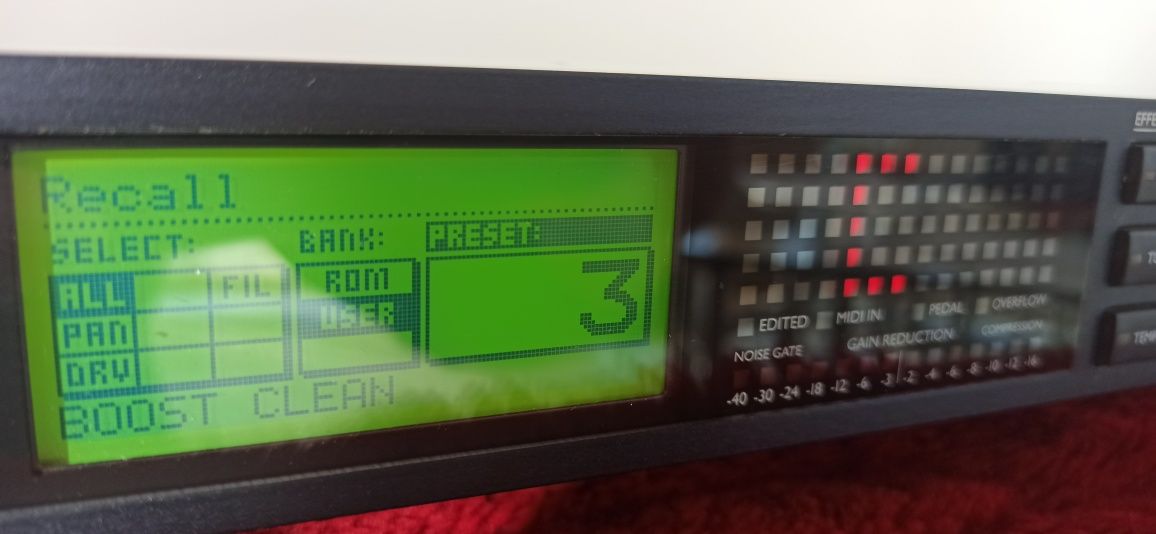 Recall
SELECT: BANK: PRESET:
ALL FIL ROM 3
PAN USER
DRV
BOOST CLEAN
EDITED MIDI IN PEDAL OVERFLOW
NOISE GATE GAIN REDUCTION COMPRESSION
-40 -30 -24 -18 -12 -6 -3 -2 -4 -6 -8 -10 -12 -16